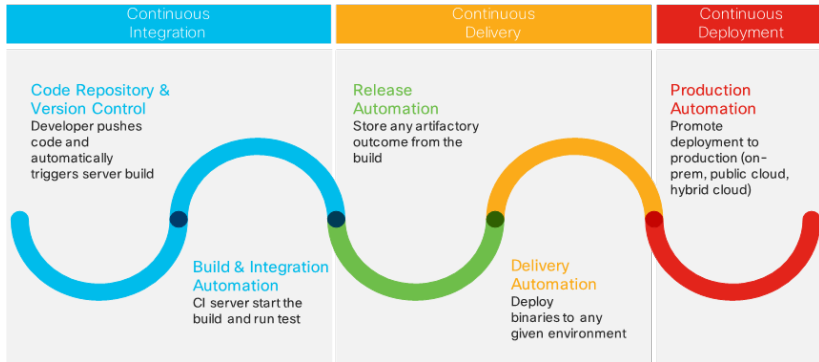 Continuous
Integration
Continuous
Delivery
Continuous
Deployment
Code Repository &
Version Control
Developer pushes
code and
automatically
triggers server build
Build & Integration
Automation
CI server start the
build and run test
Release
Automation
Store any artifactory
outcome from the
build
Delivery
Automation
Deploy
binaries to any
given environment
Production
Automation
Promote
deployment to
production (on-
prem, public cloud,
hybrid cloud)